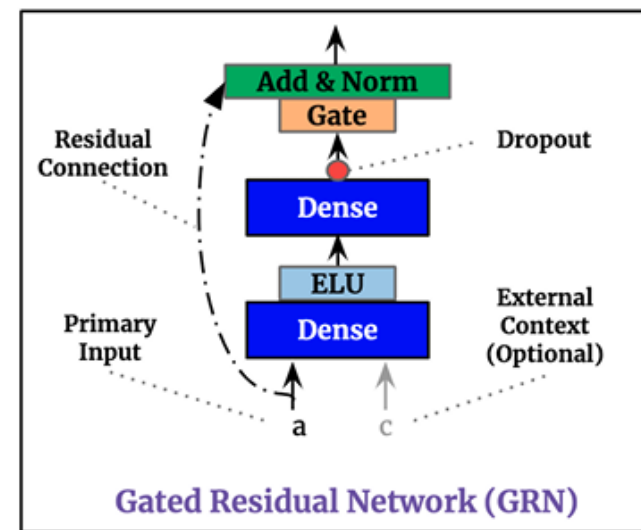 Add & Norm
Gate
Residual
Connection
Dropout
Dense
ELU
Dense
Primary
Input
External
Context
(Optional)
a
c
Gated Residual Network (GRN)